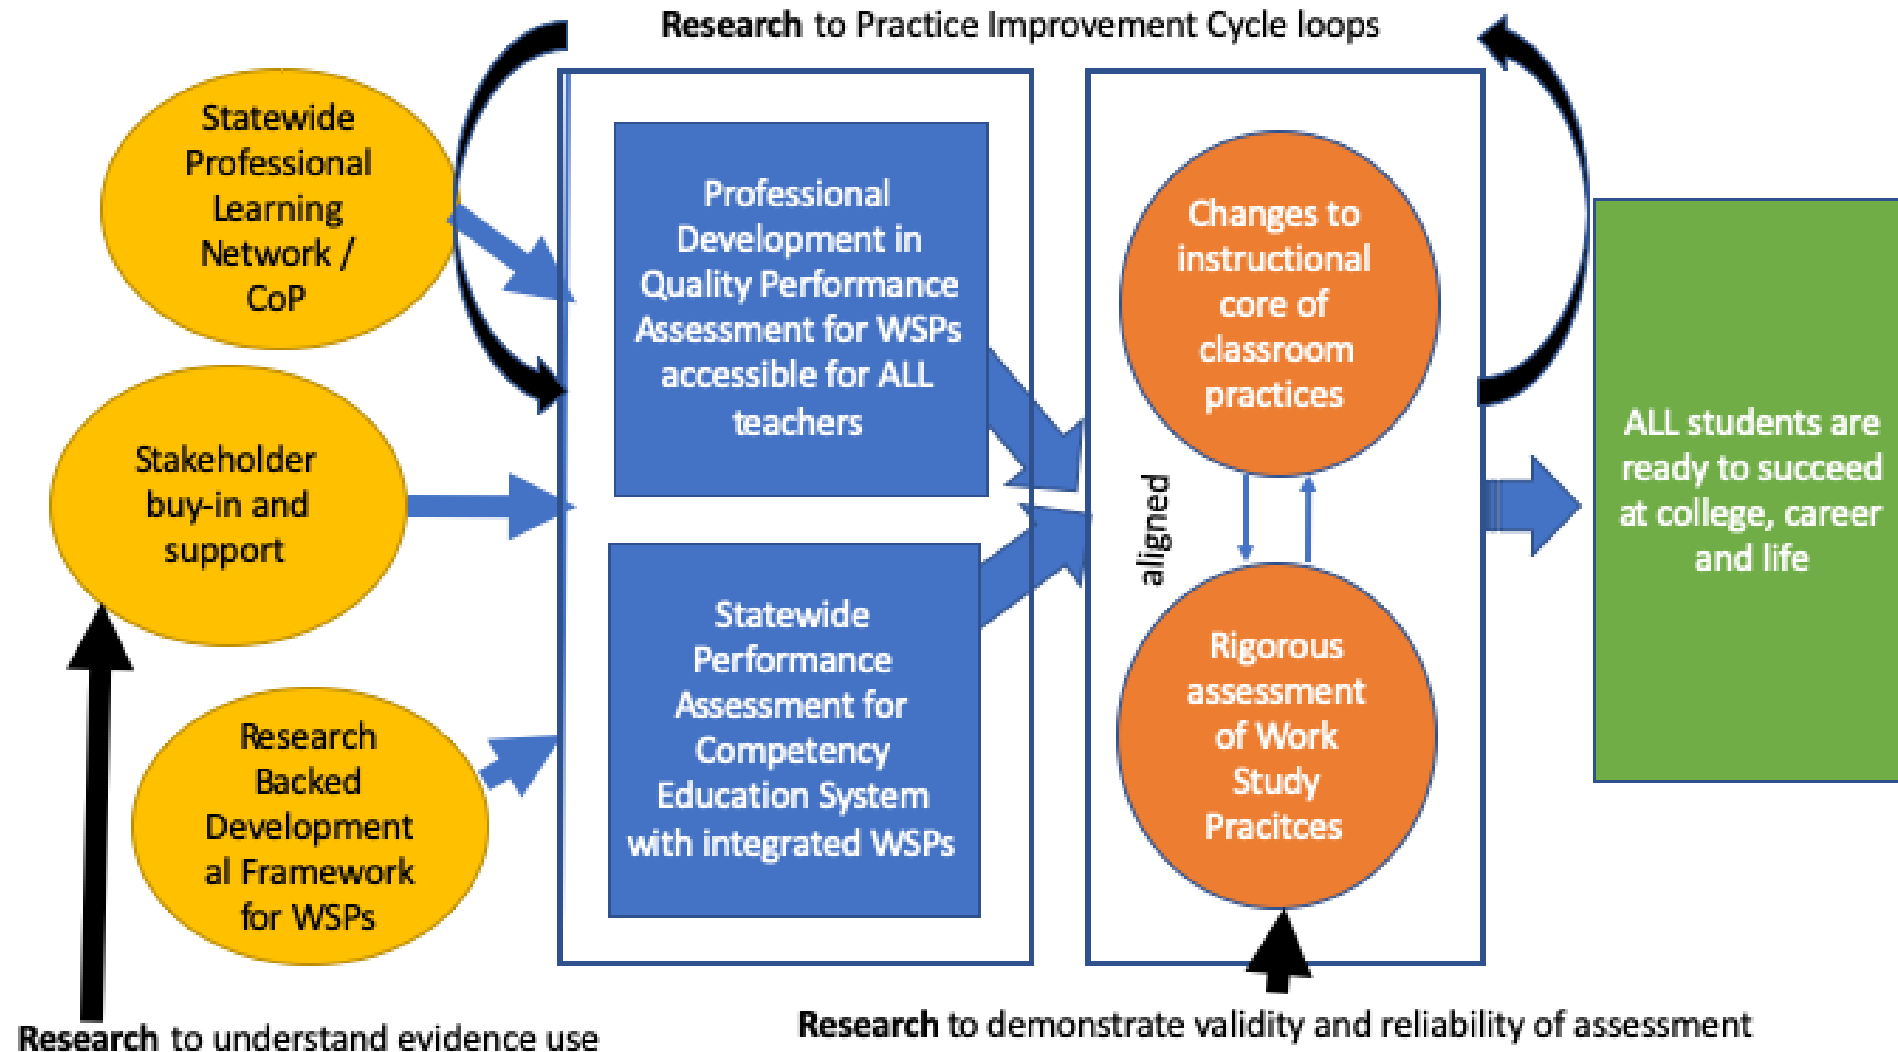 Research to Practice Improvement Cycle loops
Statewide
Professional
Learning
Network /
CoP
Stakeholder
buy-in and
support
Research
Backed
Development
al Framework
for WSPs
Professional
Development in
Quality Performance
Assessment for WSPs
accessible for ALL
teachers
Statewide
Performance
Assessment for
Competency
Education System
with integrated WSPs
Changes to
instructional
core of
classroom
practices
aligned
Rigorous
assessment
of Work
Study
Pracitces
ALL students are
ready to succeed
at college, career
and life
Research to understand evidence use
Research to demonstrate validity and reliability of assessment